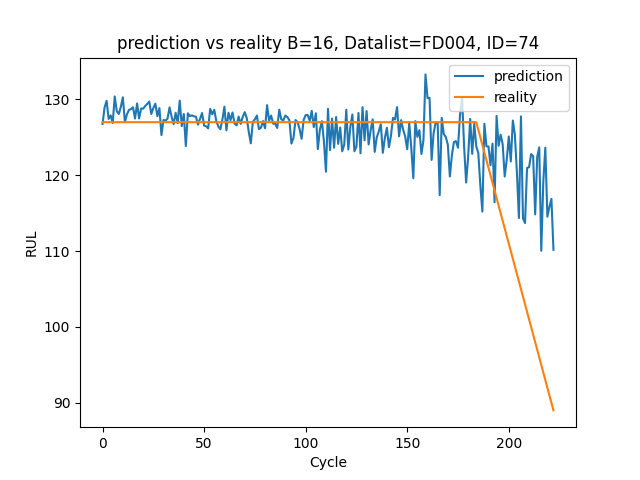 prediction vs reality B=16, Datalist=FD004, ID=74
prediction
reality
RUL
130
120
110
100
90
0
50
100
150
200
Cycle